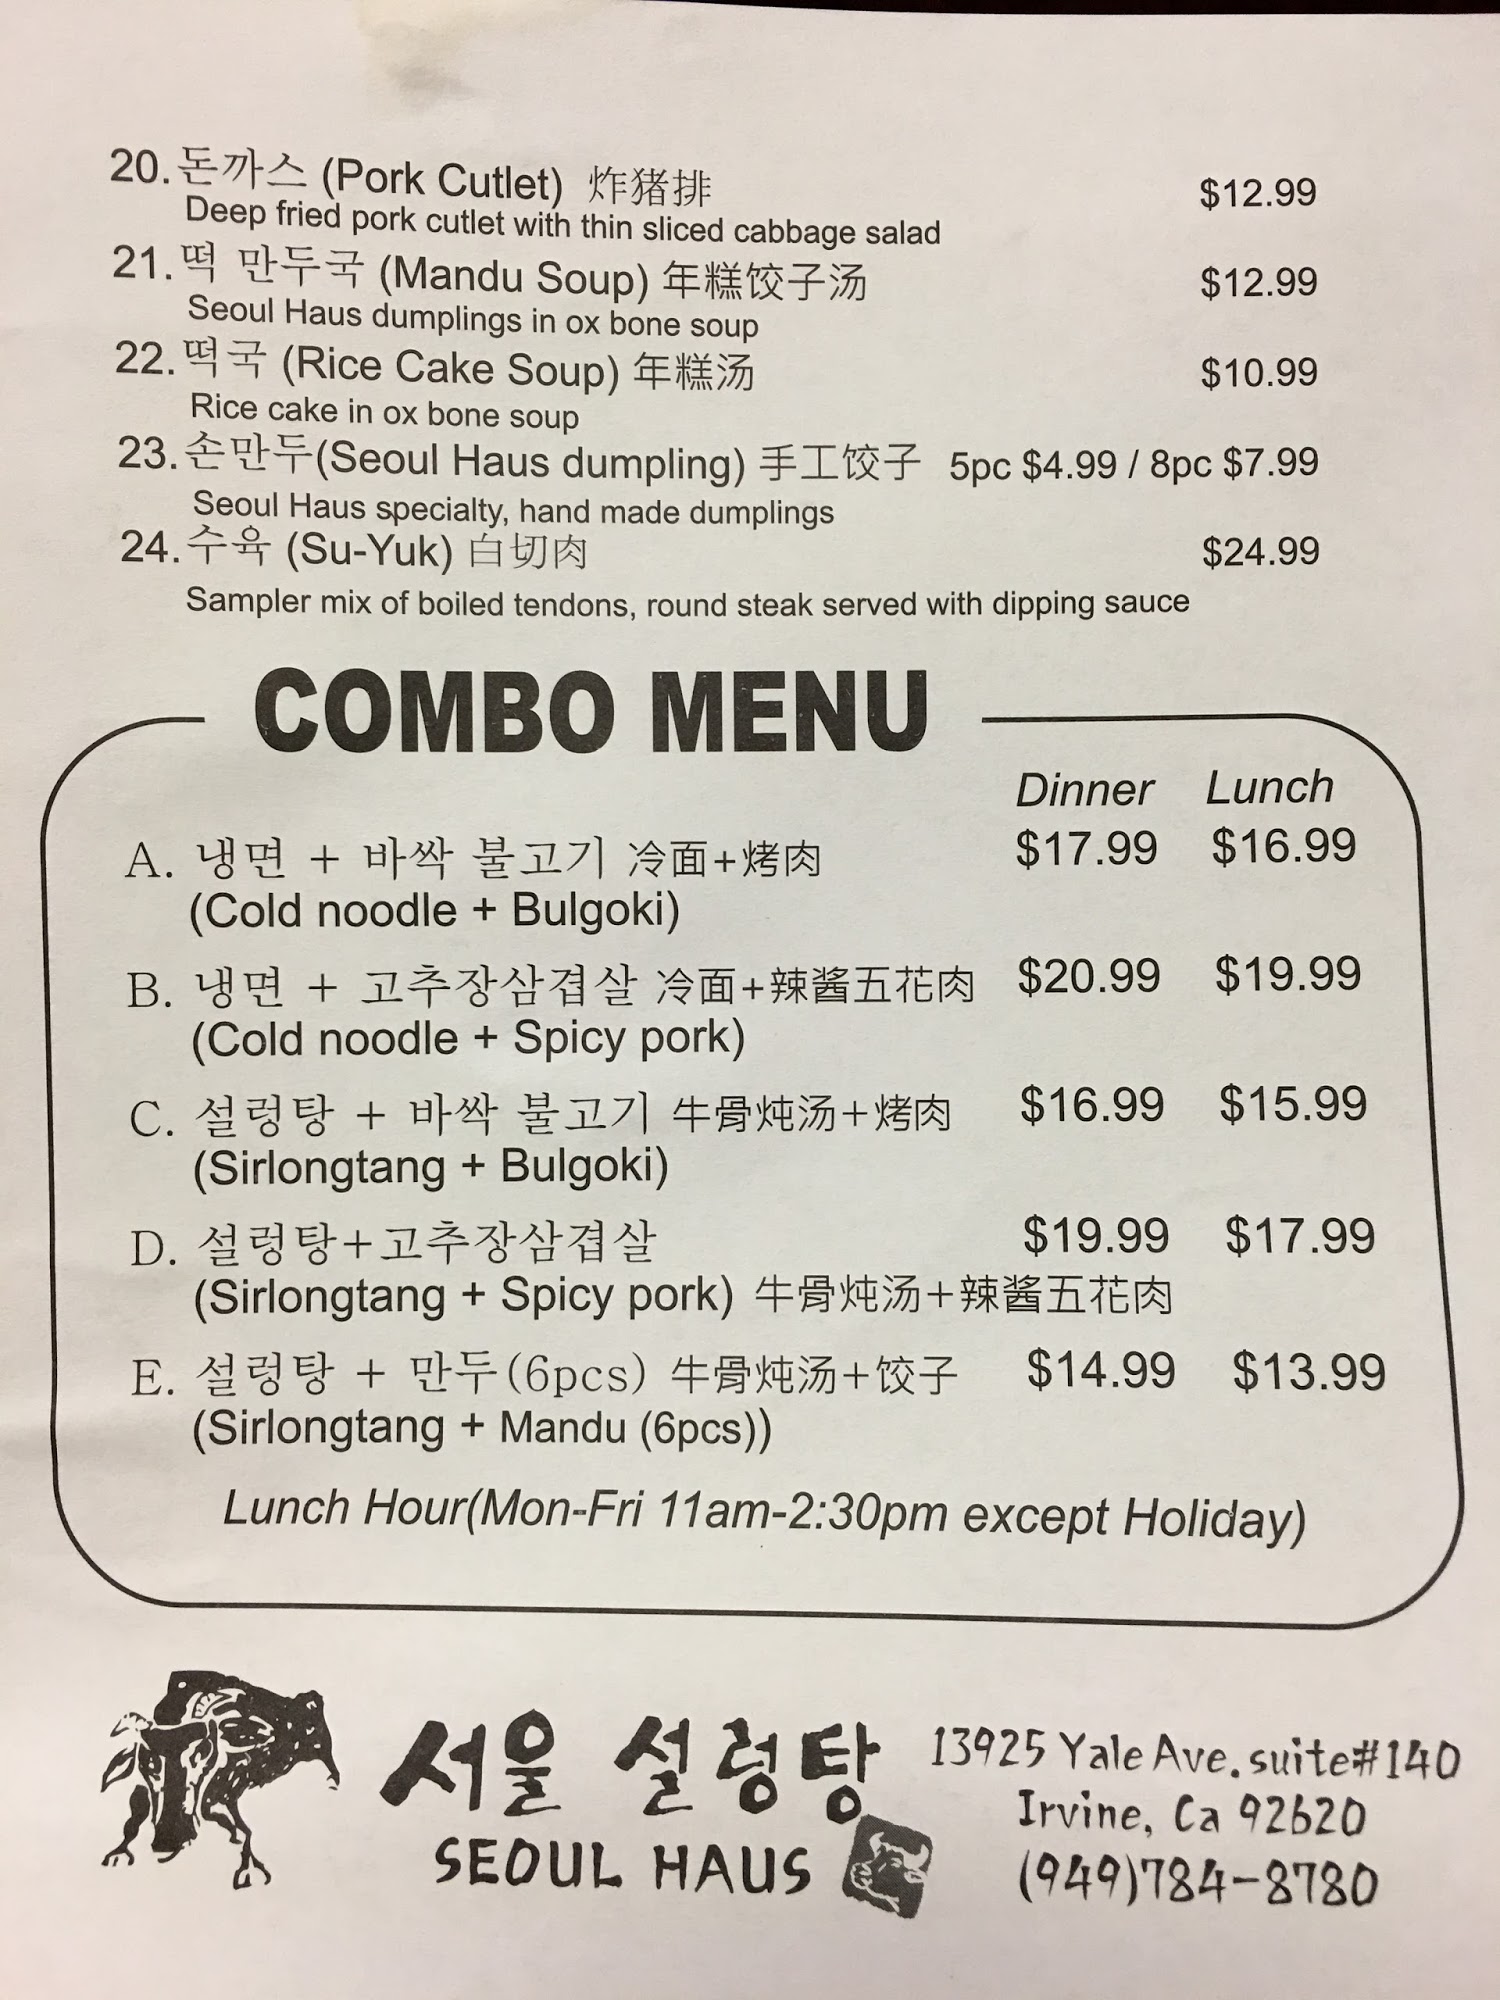 20. 돈까스 (Pork Cutlet) 炸猪排 $12.99
Deep fried pork cutlet with thin sliced cabbage salad
21. 떡 만두국 (Mandu Soup) 年糕饺子汤 $12.99
Seoul Haus dumplings in ox bone soup
22. 떡국 (Rice Cake Soup) 年糕汤 $10.99
Rice cake in ox bone soup
23. 손만두(Seoul Haus dumpling) 手工饺子 5pc $4.99 / 8pc $7.99
Seoul Haus specialty, hand made dumplings
24. 수육 (Su-Yuk) 白切肉 $24.99
Sampler mix of boiled tendons, round steak served with dipping sauce
COMBO MENU
Dinner Lunch
A. 냉면 + 바싹 불고기 冷面+烤肉 $17.99 $16.99
(Cold noodle + Bulgoki)
B. 냉면 + 고추장삼겹살 冷面+辣酱五花肉 $20.99 $19.99
(Cold noodle + Spicy pork)
C. 설렁탕 + 바싹 불고기 牛骨炖汤+烤肉 $16.99 $15.99
(Sirlongtang + Bulgoki)
D. 설렁탕+고추장삼겹살 $19.99 $17.99
(Sirlongtang + Spicy pork) 牛骨炖汤+辣酱五花肉
E. 설렁탕 + 만두(6pcs) 牛骨炖汤+饺子 $14.99 $13.99
(Sirlongtang + Mandu (6pcs))
Lunch Hour(Mon-Fri 11am-2:30pm except Holiday)
서울 설렁탕
SEOUL HAUS
13925 Yale Ave. suite#140
Irvine, Ca 92620
(949)784-8780